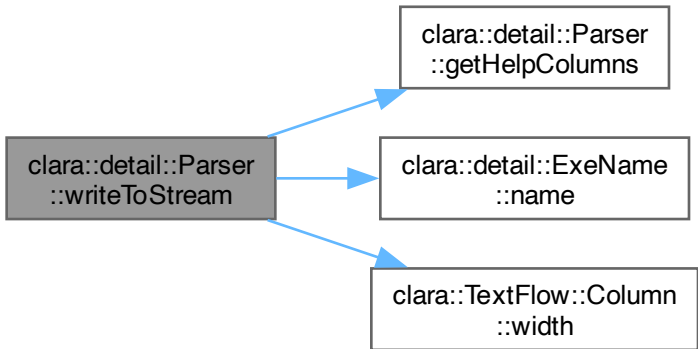 clara::detail::Parser
::writeToStream
clara::detail::Parser
::getHelpColumns
clara::detail::ExeName
::name
clara::TextFlow::Column
::width